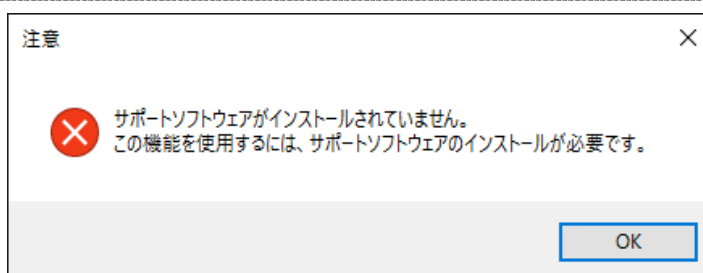 注意
サポートソフトウェアがインストールされていません。
この機能を使用するには、サポートソフトウェアのインストールが必要です。
OK